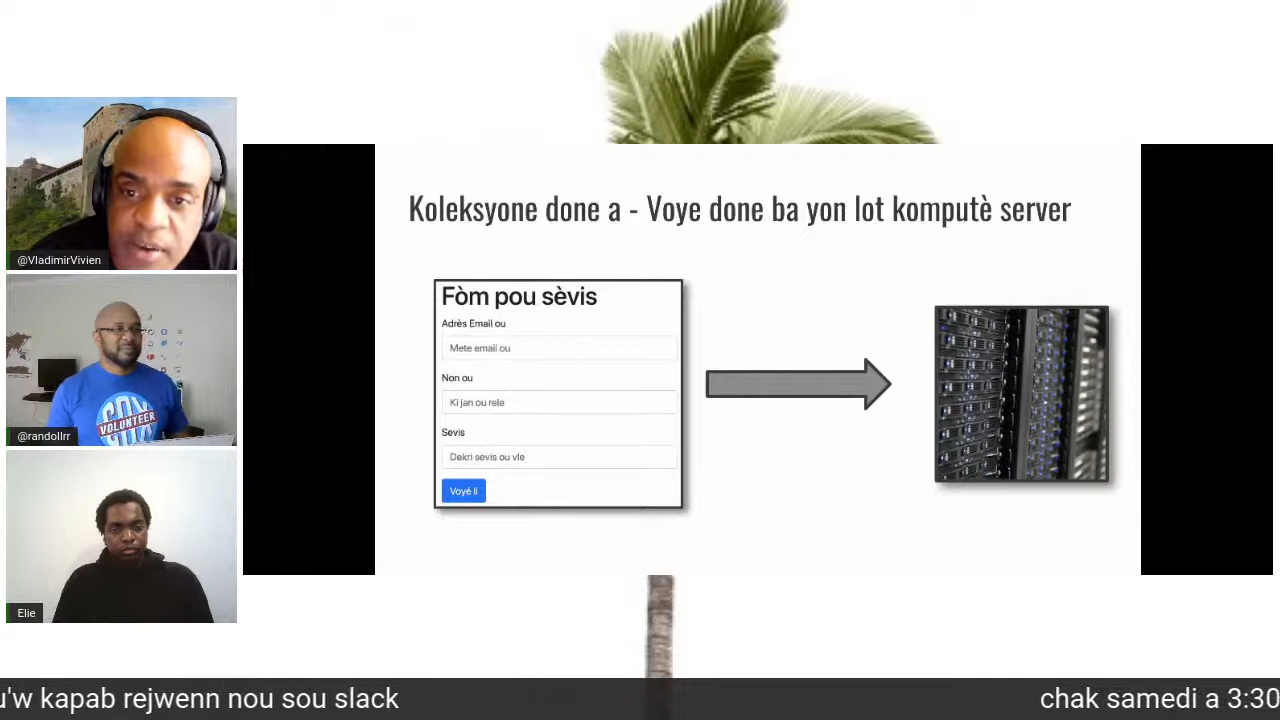 @VladimirVivien
@randollrr
VOLUNTEER
Elie
Koleksyone done a - Voye done ba yon lot komputè server
Fòm pou sèvis
Adrès Email ou
Mete email ou
Non ou
Ki jan ou rele
Sevis
Dekri sevis ou vle
Voyé li
u'w kapab rejwenn nou sou slack
chak samedi a 3:30